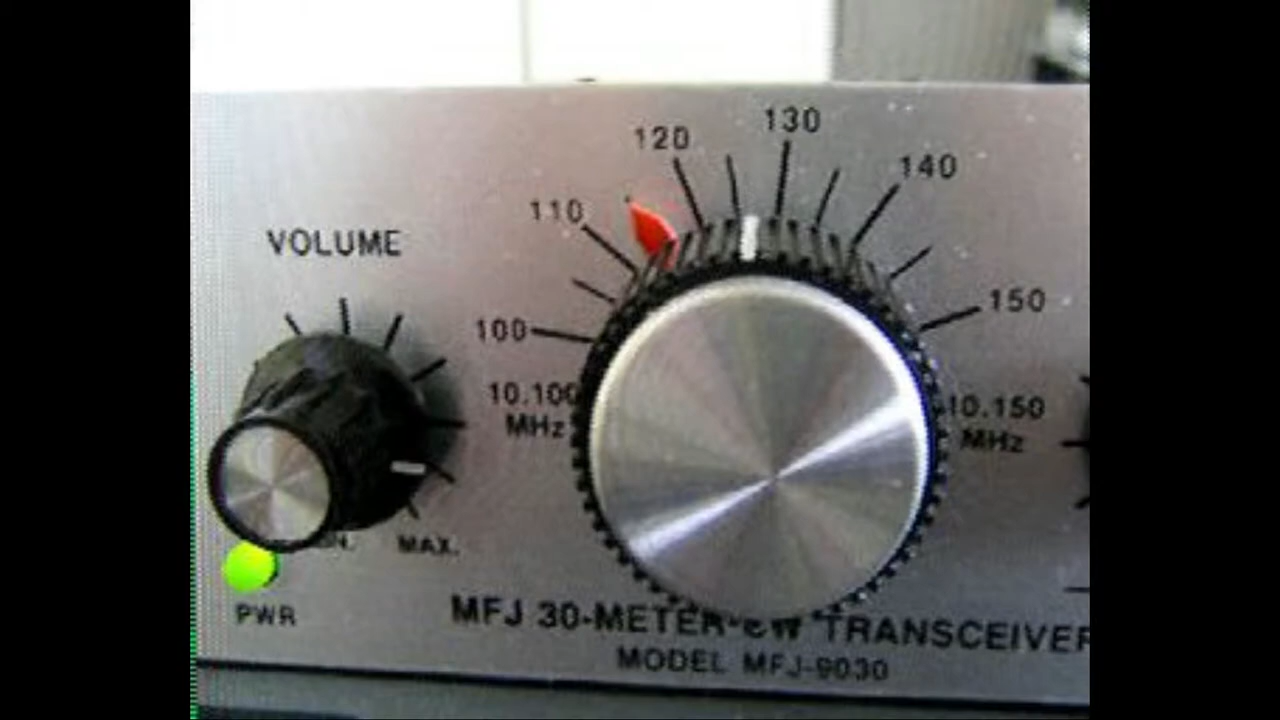 130
120
140
110
VOLUME
150
100
10.100
MHz
10.150
MHz
MAX.
PWR
MFJ 30-METER CW TRANSCEIVER
MODEL MFJ-9030